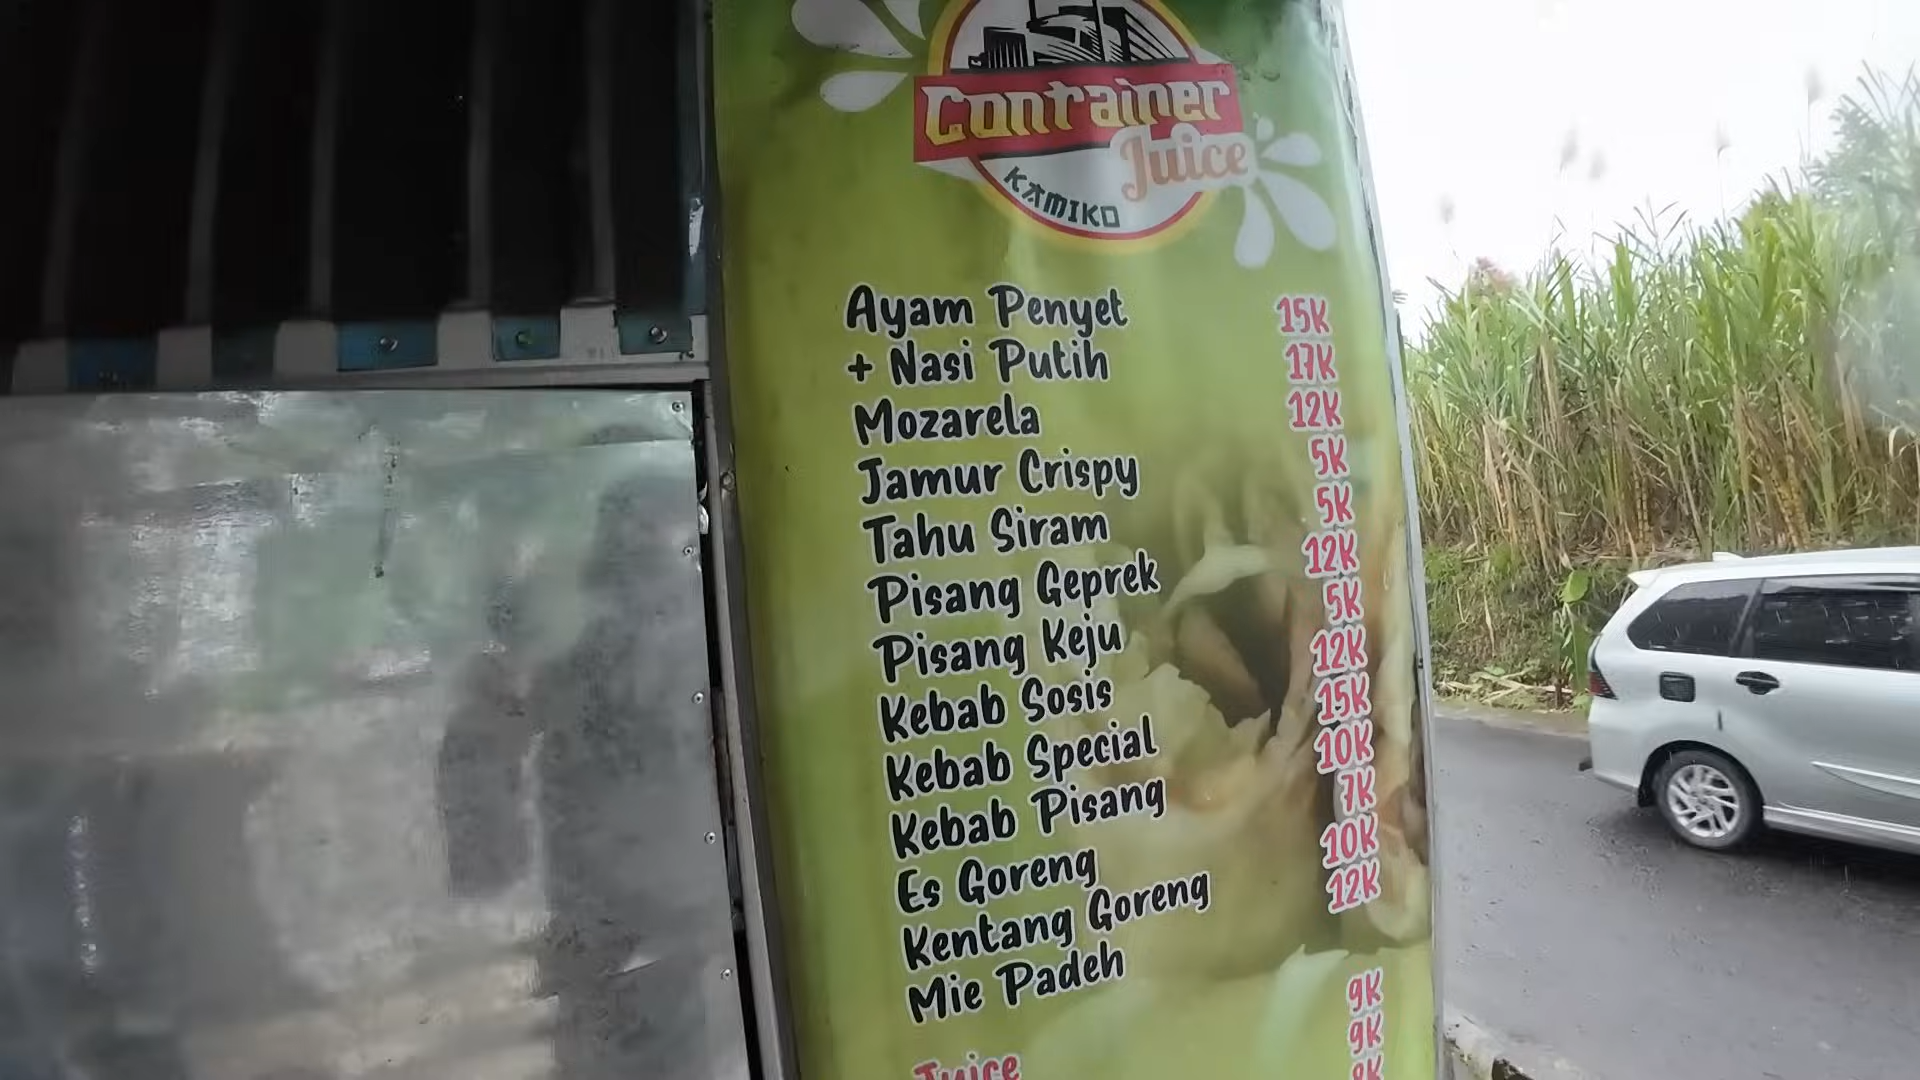 Container
Juice
KAMIKO
Ayam Penyet 15K
+ Nasi Putih 17K
Mozarela 12K
Jamur Crispy 5K
Tahu Siram 5K
Pisang Geprek 12K
Pisang Keju 5K
Kebab Sosis 12K
Kebab Special 15K
Kebab Pisang 10K
Es Goreng 7K
Kentang Goreng 10K
Mie Padeh 12K
Juice 9K
9K